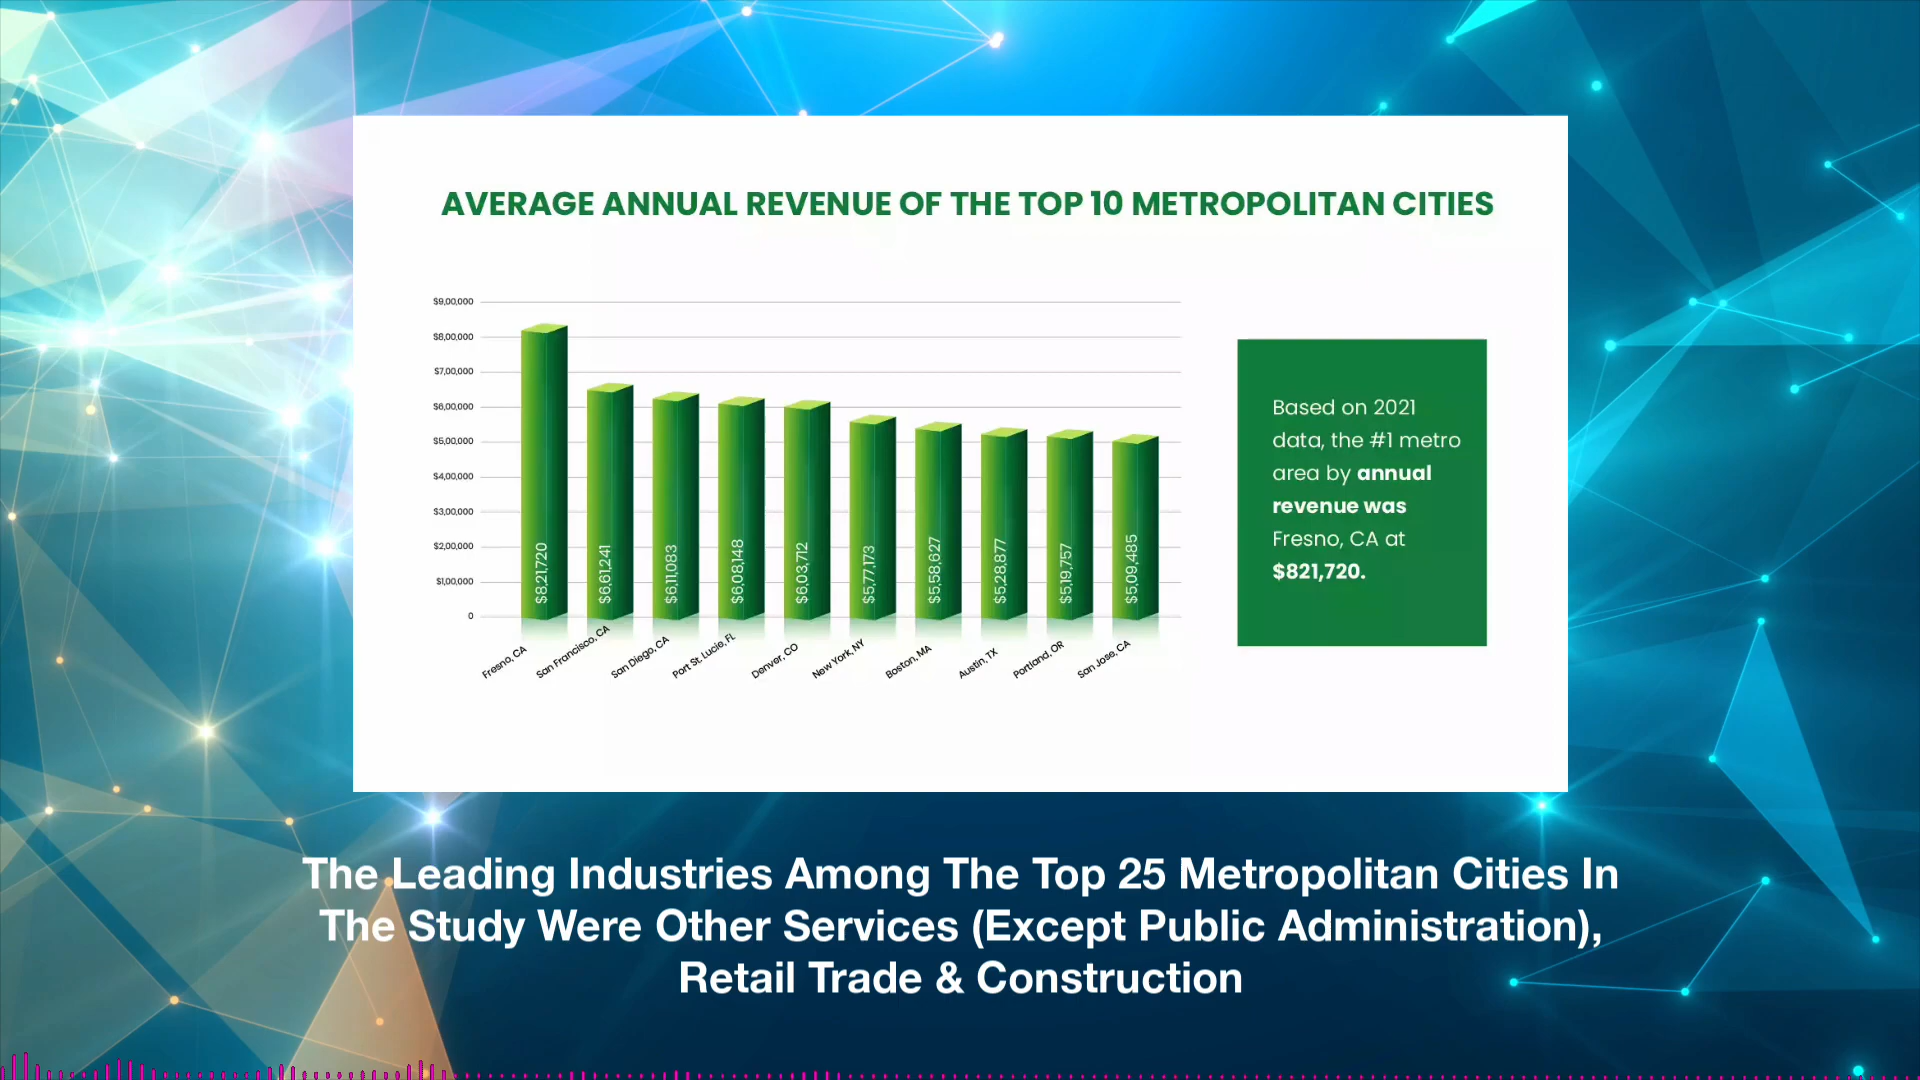 AVERAGE ANNUAL REVENUE OF THE TOP 10 METROPOLITAN CITIES
$9,00,000
$8,00,000
$7,00,000
$6,00,000
$5,00,000
$4,00,000
$3,00,000
$2,00,000
$1,00,000
0
$8,21,720
$6,61,241
$6,11,083
$6,08,148
$6,03,712
$5,77,173
$5,58,627
$5,28,877
$5,19,757
$5,09,485
Fresno, CA
San Francisco, CA
San Diego, CA
Port St. Lucie, FL
Denver, CO
New York, NY
Boston, MA
Austin, TX
Portland, OR
San Jose, CA
Based on 2021
data, the #1 metro
area by annual
revenue was
Fresno, CA at
$821,720.
The Leading Industries Among The Top 25 Metropolitan Cities In
The Study Were Other Services (Except Public Administration),
Retail Trade & Construction